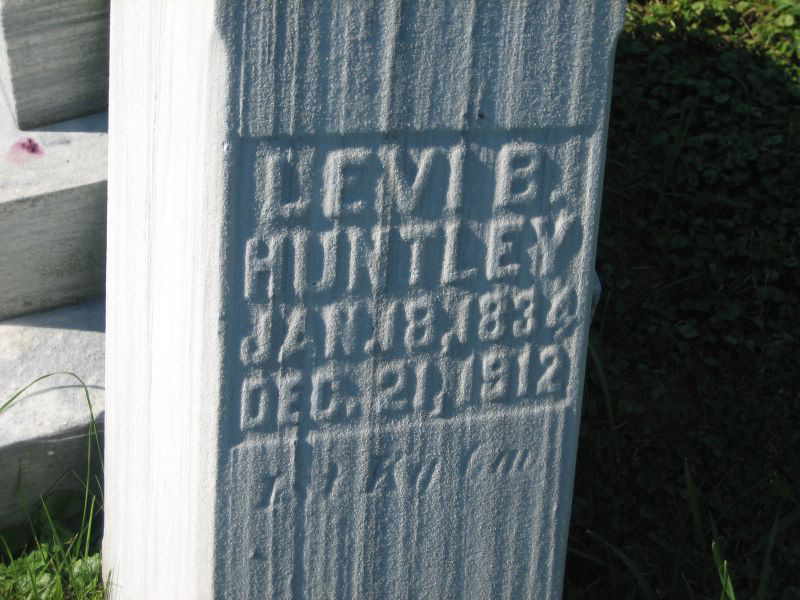 LEVI B.
HUNTLEY
JAN. 18, 1834
DEC. 21, 1912